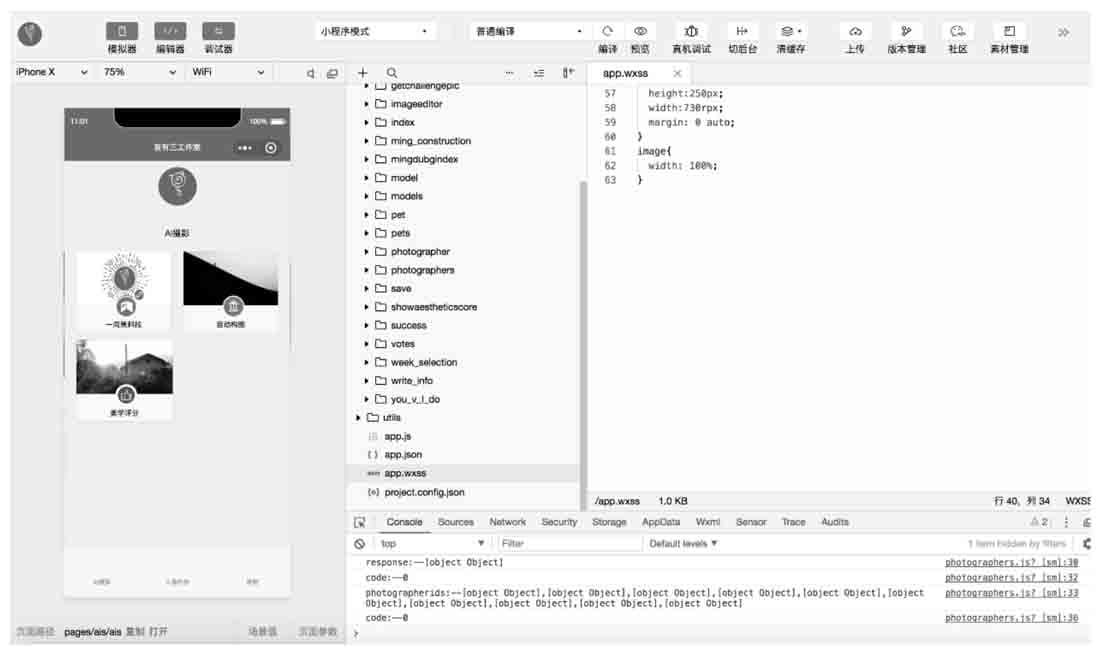 小程序模式
普通编译
模拟器 编辑器 调试器
编译 预览 真机调试 切后台 清缓存 上传 版本管理 社区 素材管理
iPhone X 75% WiFi
app.wxss
11:01 100%
有三工作室
AI摄影
自动构图
美学评分
getchallengepic
imageeditor
index
ming_construction
mingdubgindex
model
models
pet
pets
photographer
photographers
save
showaestheticscore
success
votes
week_selection
write_info
you_v_I_do
utils
app.js
app.json
app.wxss
project.config.json
57 height:250px;
58 width:730rpx;
59 margin: 0 auto;
60 }
61 image{
62 width: 100%;
63 }
/app.wxss 1.0 KB 行 40, 列 34 WXSS
Console Sources Network Security Storage AppData Wxml Sensor Trace Audits 2
top Filter Default levels 1 item hidden by filters
response:——[object Object] photographers.js? [sm]:30
code:——0 photographers.js? [sm]:32
photographerids:——[object Object],[object Object],[object Object],[object Object],[object Object],[object photographers.js? [sm]:33
Object],[object Object],[object Object],[object Object],[object Object]
code:——0 photographers.js? [sm]:36
页面路径 pages/ais/ais 复制 打开 场景值 页面参数